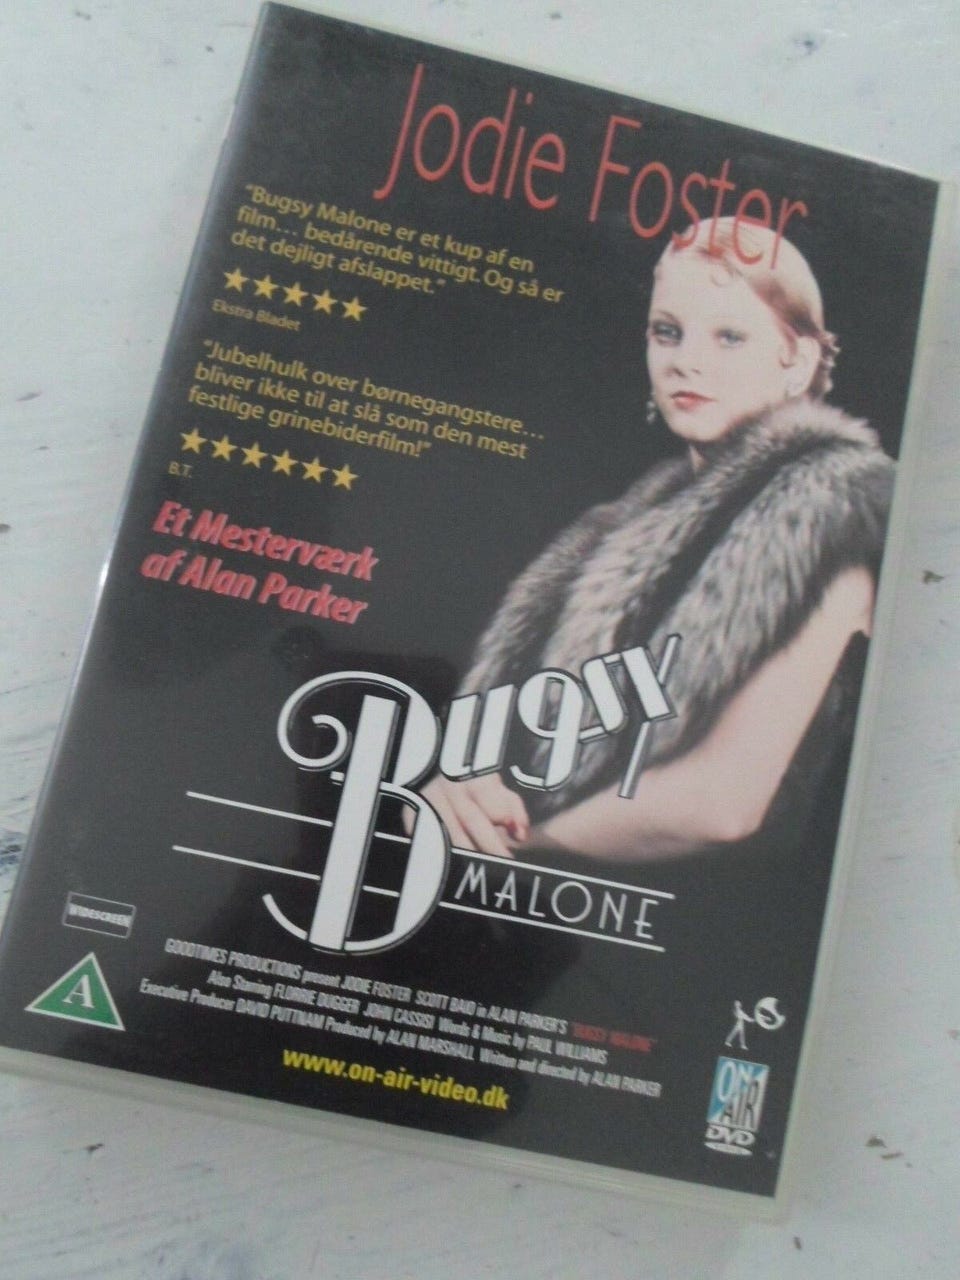 Jodie Foster
"Bugsy Malone er et kup af en
film... bedårende vittigt. Og så er
det dejligt afslappet."
Ekstra Bladet
"Jubelhulk over børnegangstere...
bliver ikke til at slå som den mest
festlige grinebiderfilm!"
B.T.
Et Mesterværk
af Alan Parker
Bugsy
MALONE
WIDESCREEN
A
GOODTIMES PRODUCTIONS present JODIE FOSTER SCOTT BAIO in ALAN PARKER'S "BUGSY MALONE"
Also Starring FLORRIE DUGGER JOHN CASSISI Words & Music by PAUL WILLIAMS
Executive Producer DAVID PUTTNAM Produced by ALAN MARSHALL Written and directed by ALAN PARKER
www.on-air-video.dk
ON
AIR
DVD